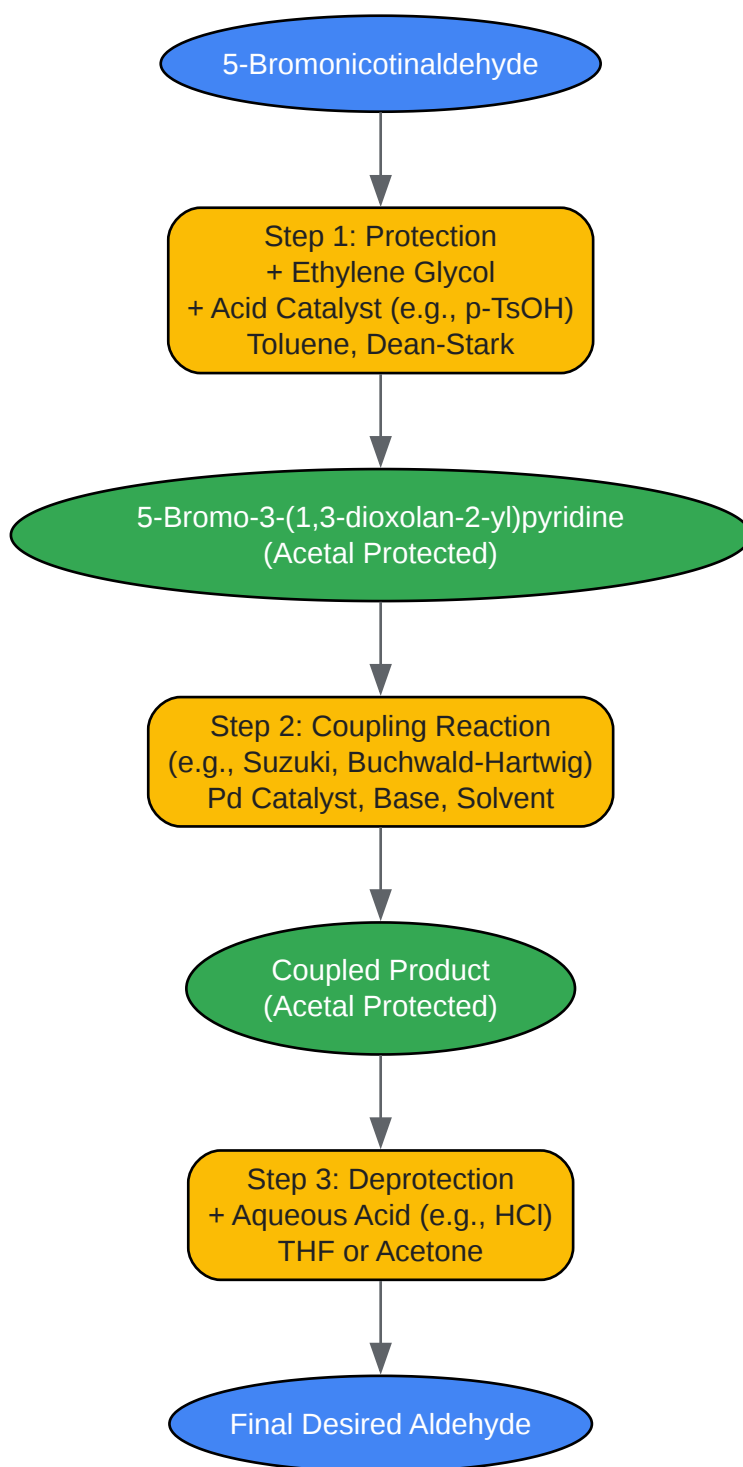 5-Bromonicotinaldehyde
Step 1: Protection
+ Ethylene Glycol
+ Acid Catalyst (e.g., p-TsOH)
Toluene, Dean-Stark
5-Bromo-3-(1,3-dioxolan-2-yl)pyridine
(Acetal Protected)
Step 2: Coupling Reaction
(e.g., Suzuki, Buchwald-Hartwig)
Pd Catalyst, Base, Solvent
Coupled Product
(Acetal Protected)
Step 3: Deprotection
+ Aqueous Acid (e.g., HCl)
THF or Acetone
Final Desired Aldehyde